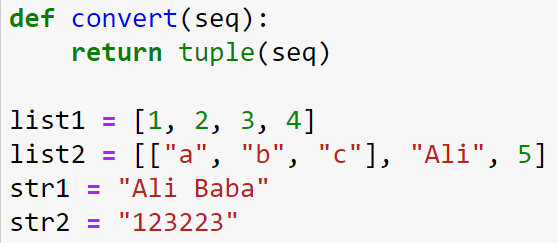 def convert(seq):
    return tuple(seq)

list1 = [1, 2, 3, 4]
list2 = [["a", "b", "c"], "Ali", 5]
str1 = "Ali Baba"
str2 = "123223"